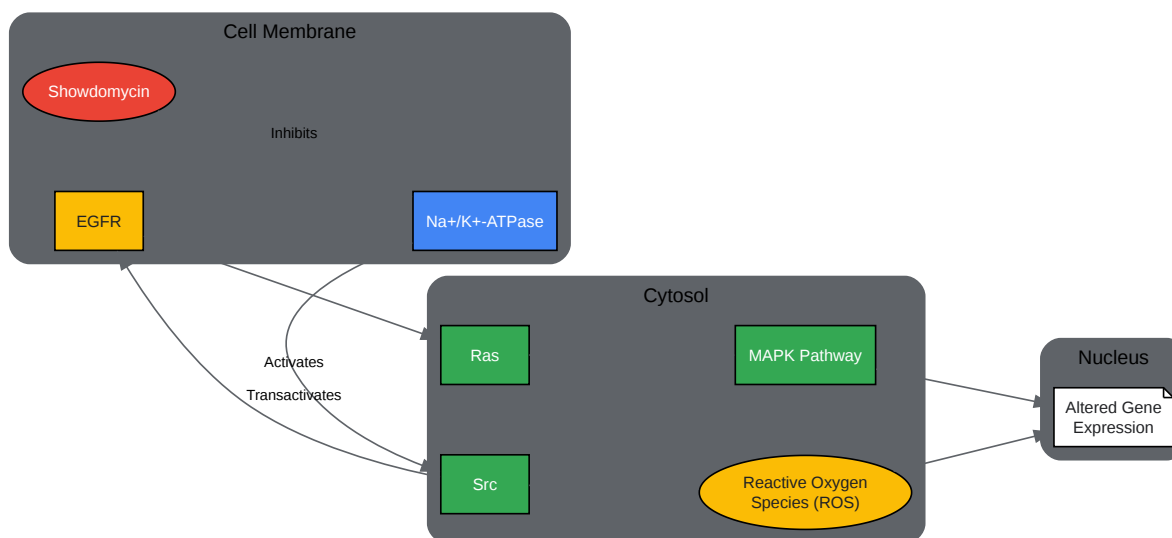 Cell Membrane
Showdomycin
Inhibits
EGFR
Na+/K+-ATPase
Cytosol
Ras
MAPK Pathway
Nucleus
Activates
Transactivates
Altered Gene
Expression
Src
Reactive Oxygen
Species (ROS)